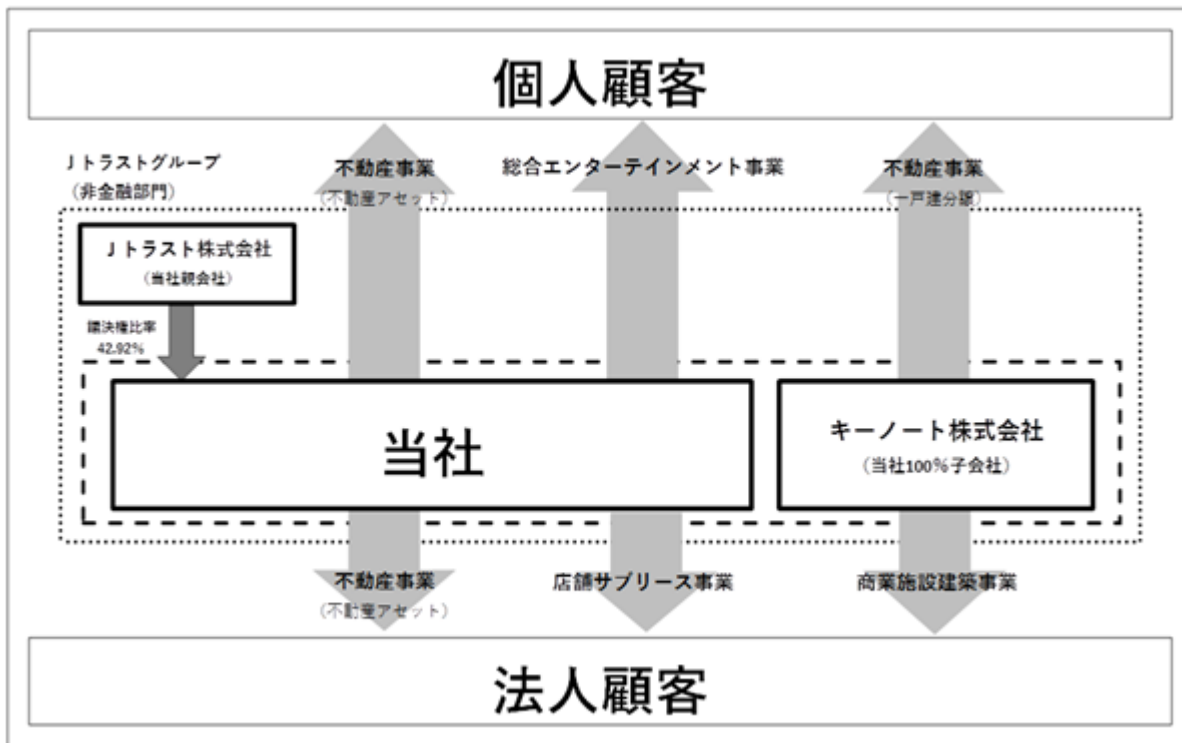 個人顧客
Jトラストグループ
(非金融部門)
不動産事業
(不動産アセット)
総合エンターテインメント事業
不動産事業
(一戸建分譲)
Jトラスト株式会社
(当社親会社)
議決権比率
42.92%
当社
キーノート株式会社
(当社100%子会社)
不動産事業
(不動産アセット)
店舗サブリース事業
商業施設建築事業
法人顧客